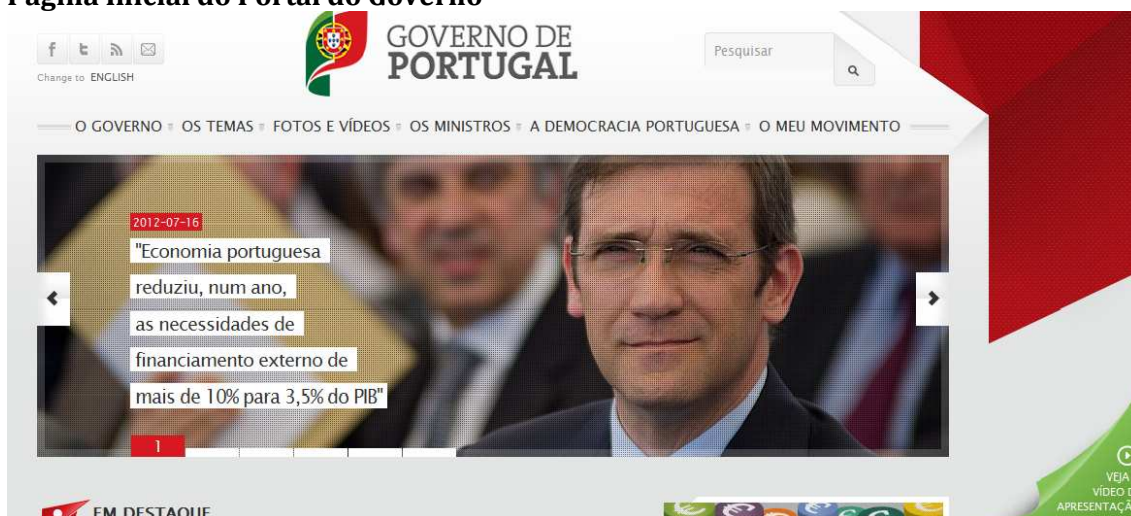 Página Inicial do Portal do Governo
GOVERNO DE
PORTUGAL
Pesquisar
Change to ENGLISH
O GOVERNO OS TEMAS FOTOS E VÍDEOS OS MINISTROS A DEMOCRACIA PORTUGUESA O MEU MOVIMENTO
2012-07-16
"Economia portuguesa
reduziu, num ano,
as necessidades de
financiamento externo de
mais de 10% para 3,5% do PIB"
1
VEJA
VÍDEO
EM DESTAQUE